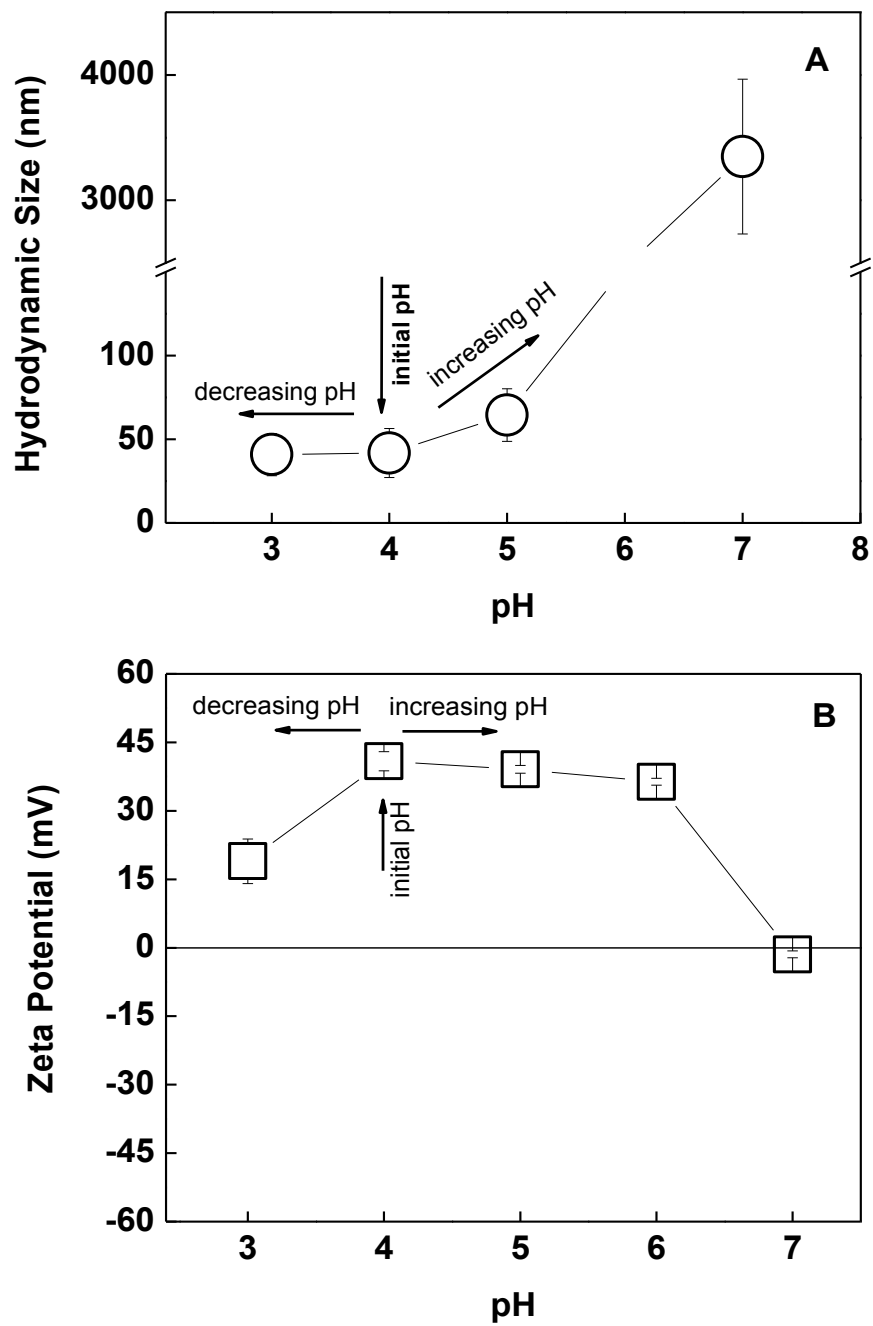 A
Hydrodynamic Size (nm)
4000
3000
100
50
0
decreasing pH
initial pH
increasing pH
3 4 5 6 7 8
pH
B
Zeta Potential (mV)
60
45
30
15
0
-15
-30
-45
-60
decreasing pH increasing pH
initial pH
3 4 5 6 7
pH